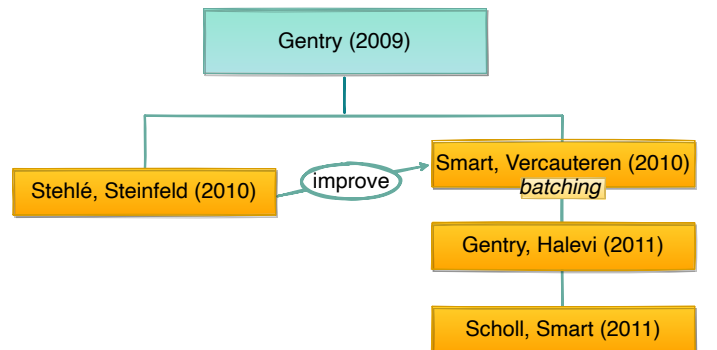 Gentry (2009)
Stehlé, Steinfeld (2010)
improve
Smart, Vercauteren (2010)
batching
Gentry, Halevi (2011)
Scholl, Smart (2011)